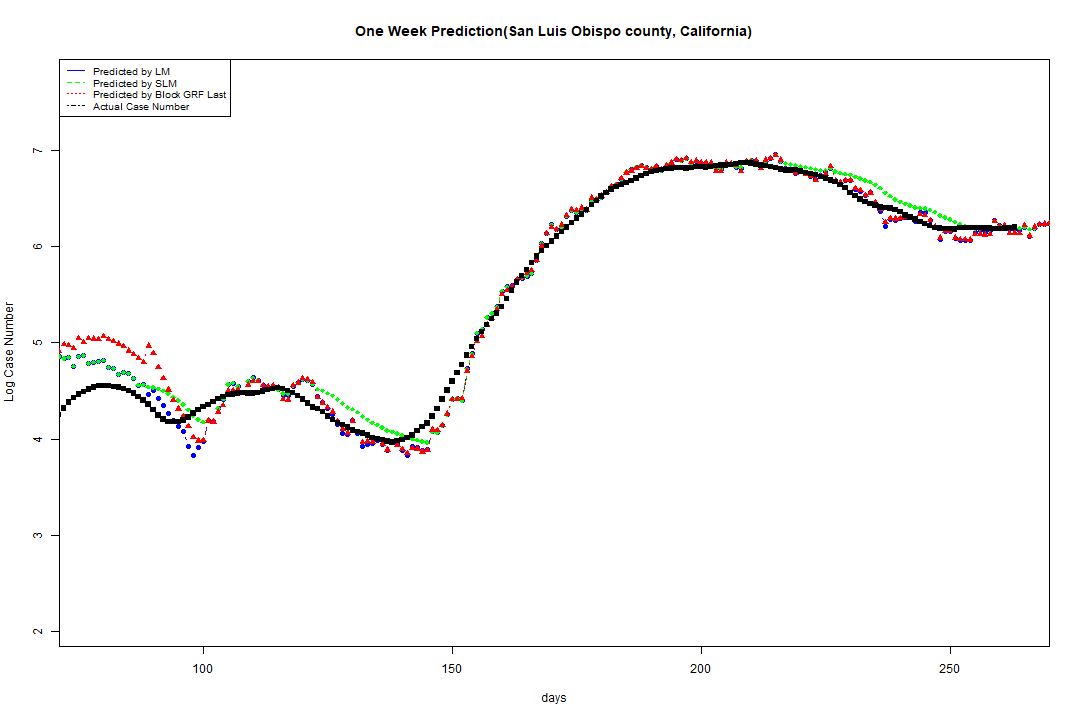 One Week Prediction(San Luis Obispo county, California)
Predicted by LM
Predicted by SLM
Predicted by Block GRF Last
Actual Case Number
7
6
5
4
3
2
Log Case Number
100 150 200 250
days